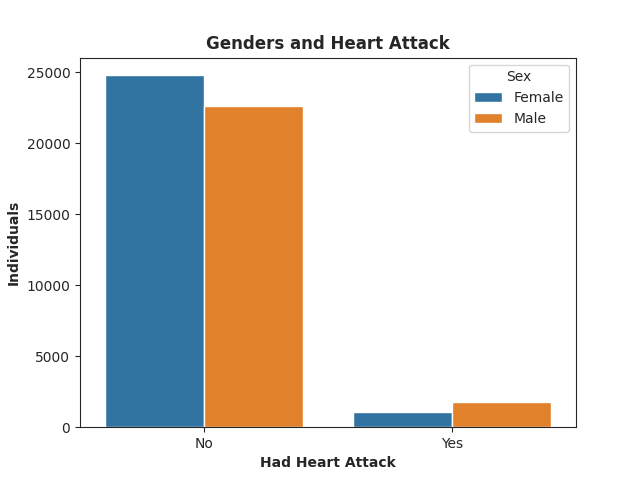 Genders and Heart Attack
Sex
Female
Male
25000
20000
15000
10000
5000
0
Individuals
No
Yes
Had Heart Attack